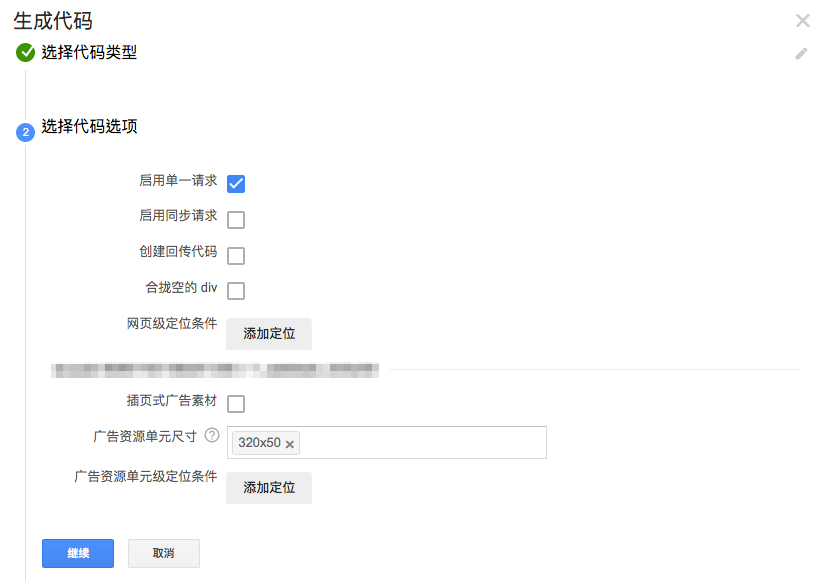 生成代码
选择代码类型
2 选择代码选项
启用单一请求
启用同步请求
创建回传代码
合拢空的 div
网页级定位条件 添加定位
插页式广告素材
广告资源单元尺寸 ? 320x50 ×
广告资源单元级定位条件 添加定位
继续 取消